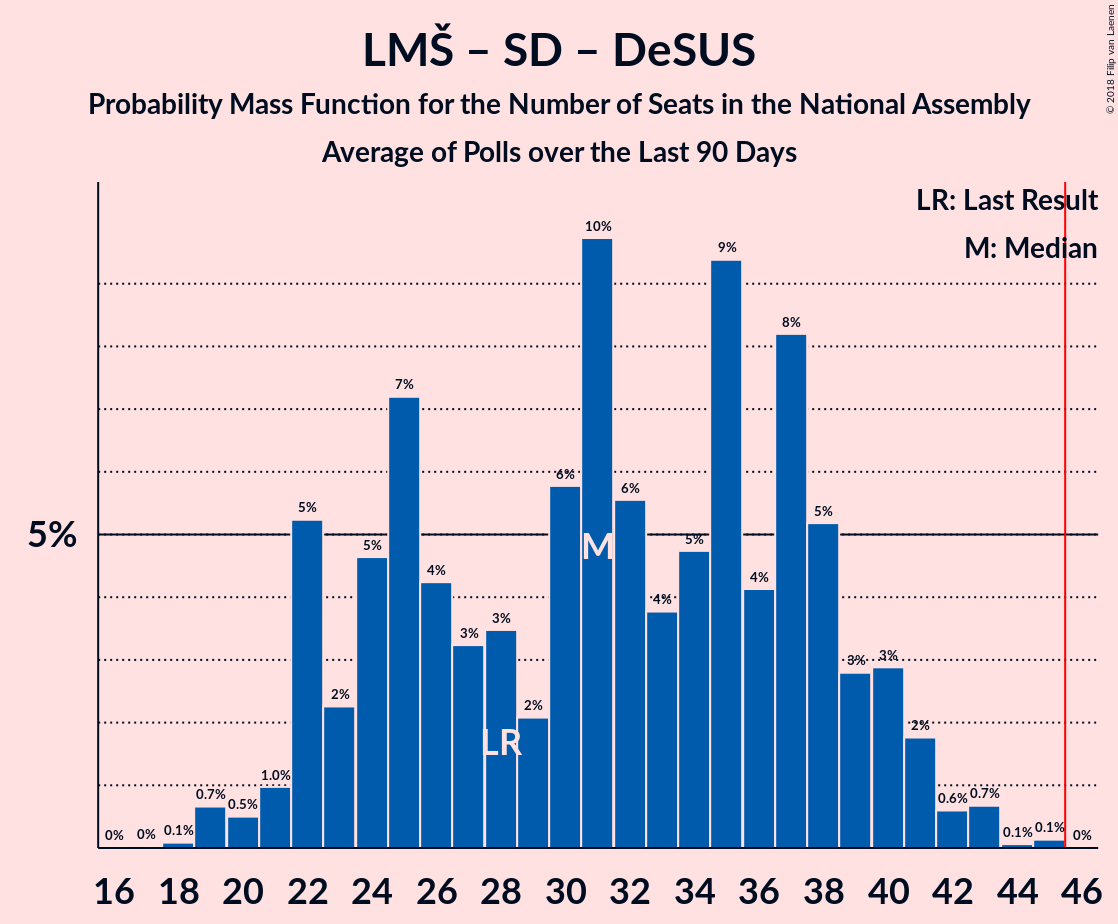 LMŠ – SD – DeSUS
Probability Mass Function for the Number of Seats in the National Assembly
Average of Polls over the Last 90 Days
© 2018 Filip van Laenen
LR: Last Result
M: Median
5%
0% 0% 0.1% 0.7% 0.5% 1.0% 5% 2% 5% 7% 4% 3% 3% 2% 6% 10% 6% 4% 5% 9% 4% 8% 5% 3% 3% 2% 0.6% 0.7% 0.1% 0.1% 0%
M
LR
16 18 20 22 24 26 28 30 32 34 36 38 40 42 44 46